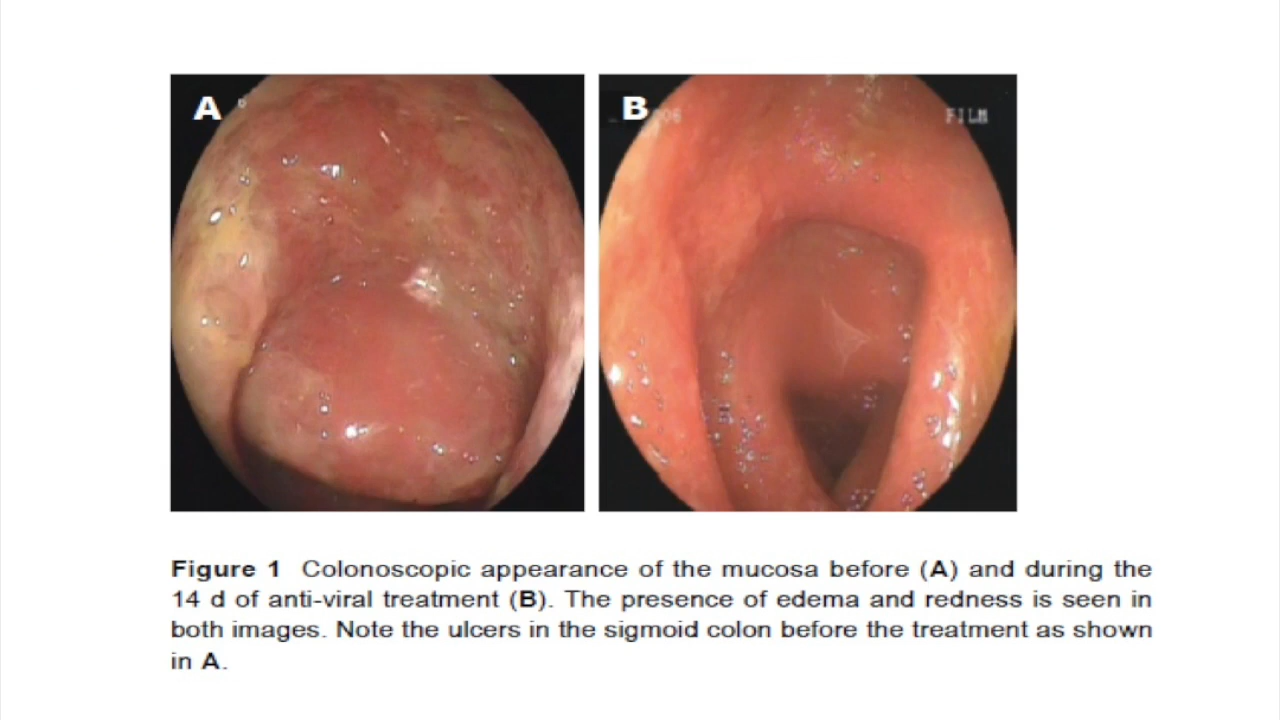 A
B
FILM
Figure 1 Colonoscopic appearance of the mucosa before (A) and during the
14 d of anti-viral treatment (B). The presence of edema and redness is seen in
both images. Note the ulcers in the sigmoid colon before the treatment as shown
in A.